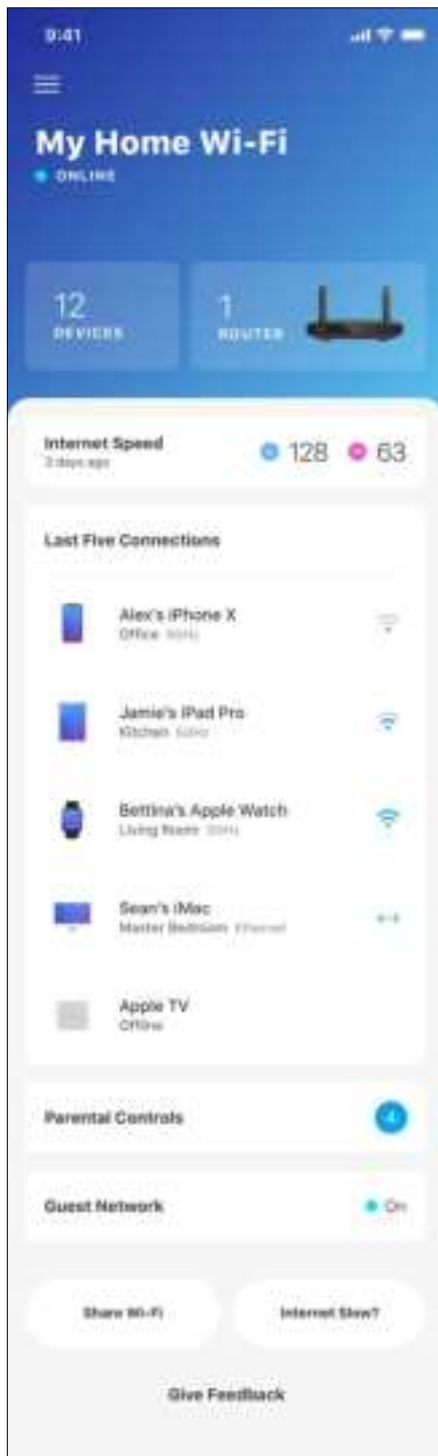 9:41
My Home Wi-Fi
ONLINE
12
DEVICES
1
ROUTER
Internet Speed
128
63
days ago
Last Five Connections
Alex's iPhone X
Office
Jamie's iPad Pro
Kitchen
Bettina's Apple Watch
Living Room
Sean's iMac
Master Bedroom Ethernet
Apple TV
Offline
Parental Controls
Guest Network
On
Share Wi-Fi
Internet Slow?
Give Feedback